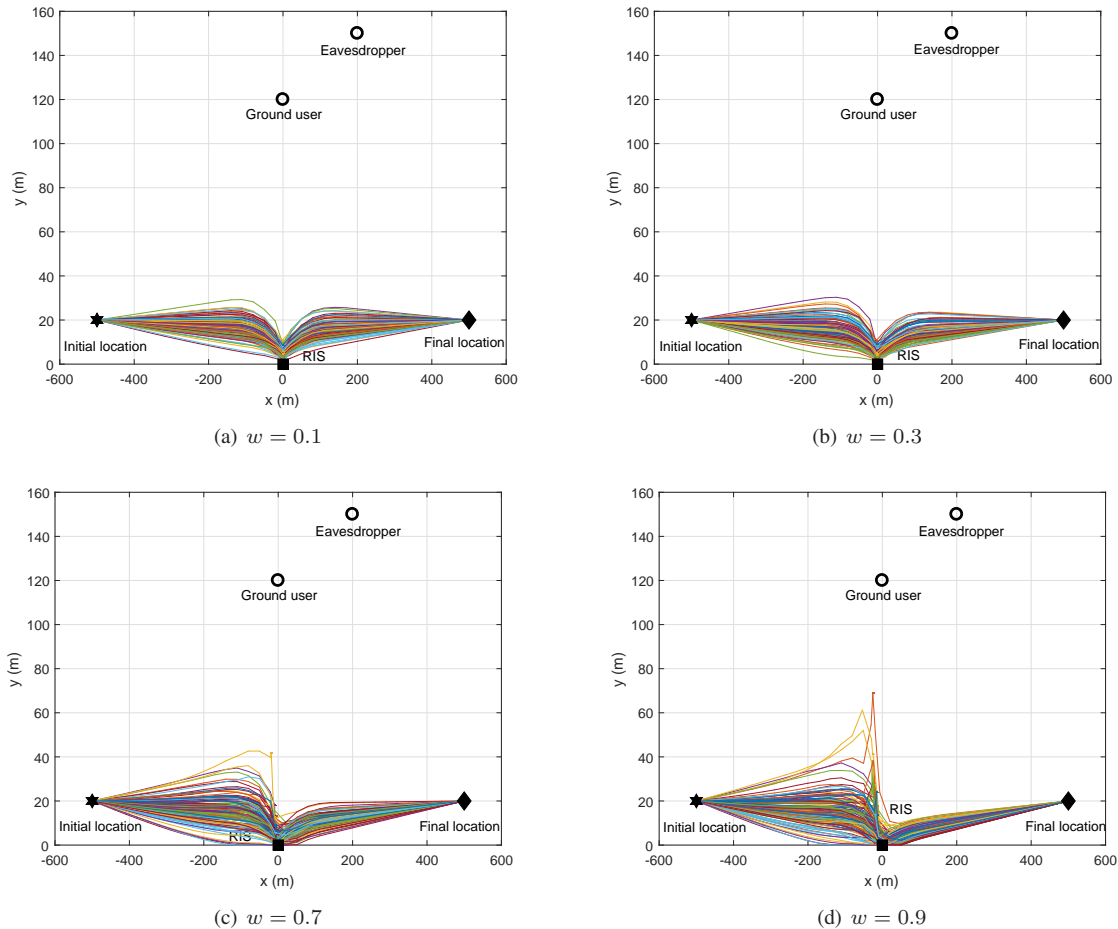 160
140
120
100
80
60
40
20
0
y (m)
Eavesdropper
Ground user
Initial location
RIS
Final location
-600 -400 -200 0 200 400 600
x (m)
(a) w = 0.1
160
140
120
100
80
60
40
20
0
y (m)
Eavesdropper
Ground user
Initial location
RIS
Final location
-600 -400 -200 0 200 400 600
x (m)
(b) w = 0.3
160
140
120
100
80
60
40
20
0
y (m)
Eavesdropper
Ground user
Initial location
RIS
Final location
-600 -400 -200 0 200 400 600
x (m)
(c) w = 0.7
160
140
120
100
80
60
40
20
0
y (m)
Eavesdropper
Ground user
RIS
Initial location
Final location
-600 -400 -200 0 200 400 600
x (m)
(d) w = 0.9